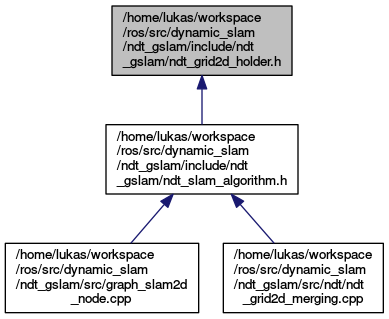 /home/lukas/workspace
/ros/src/dynamic_slam
/ndt_gslam/include/ndt
_gslam/ndt_grid2d_holder.h
/home/lukas/workspace
/ros/src/dynamic_slam
/ndt_gslam/include/ndt
_gslam/ndt_slam_algorithm.h
/home/lukas/workspace
/ros/src/dynamic_slam
/ndt_gslam/src/graph_slam2d
_node.cpp
/home/lukas/workspace
/ros/src/dynamic_slam
/ndt_gslam/src/ndt/ndt
_grid2d_merging.cpp